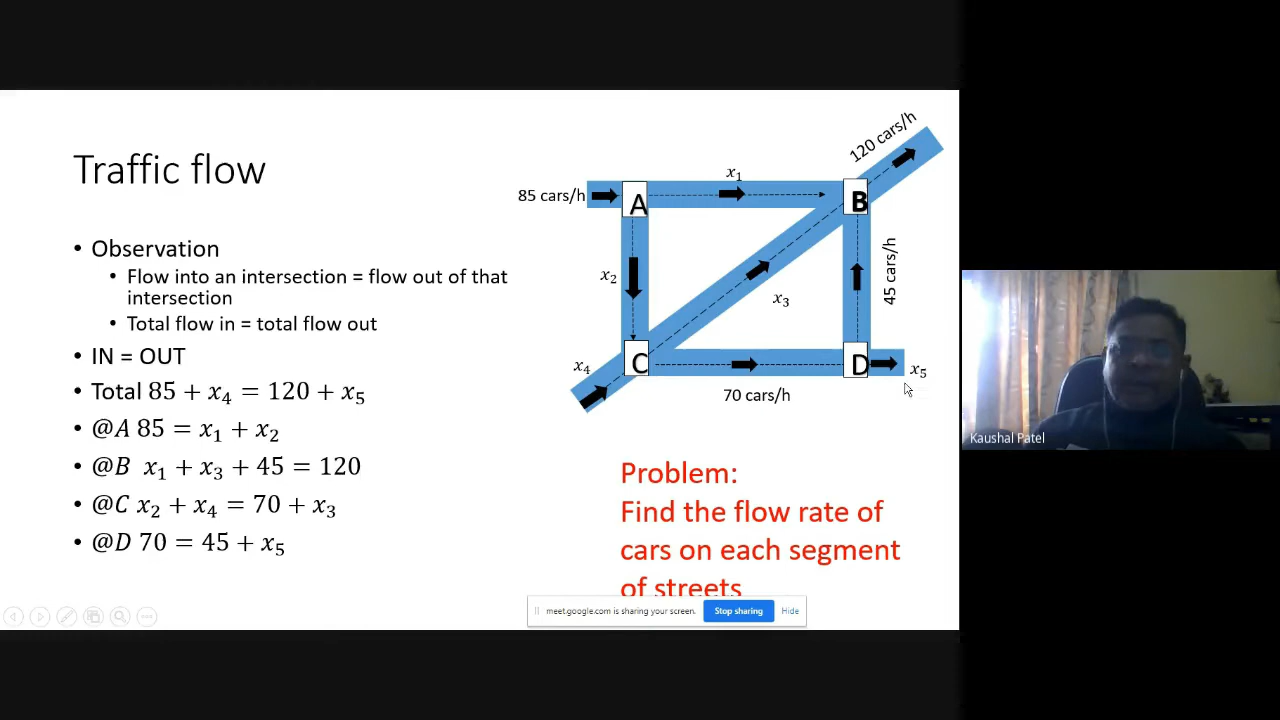 Traffic flow
• Observation
• Flow into an intersection = flow out of that
intersection
• Total flow in = total flow out
• IN = OUT
• Total 85 + x₄ = 120 + x₅
• @A 85 = x₁ + x₂
• @B x₁ + x₃ + 45 = 120
• @C x₂ + x₄ = 70 + x₃
• @D 70 = 45 + x₅
120 cars/h
x₁
85 cars/h
A
B
x₂
45 cars/h
x₃
x₄
C
D
x₅
70 cars/h
Problem:
Find the flow rate of
cars on each segment
of streets
meet.google.com is sharing your screen.
Stop sharing
Hide
Kaushal Patel